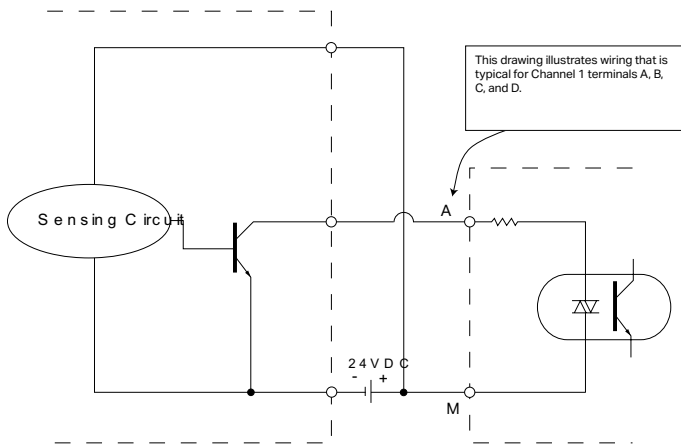 This drawing illustrates wiring that is
typical for Channel 1 terminals A, B,
C, and D.
A
Sensing Circuit
24VDC
- +
M